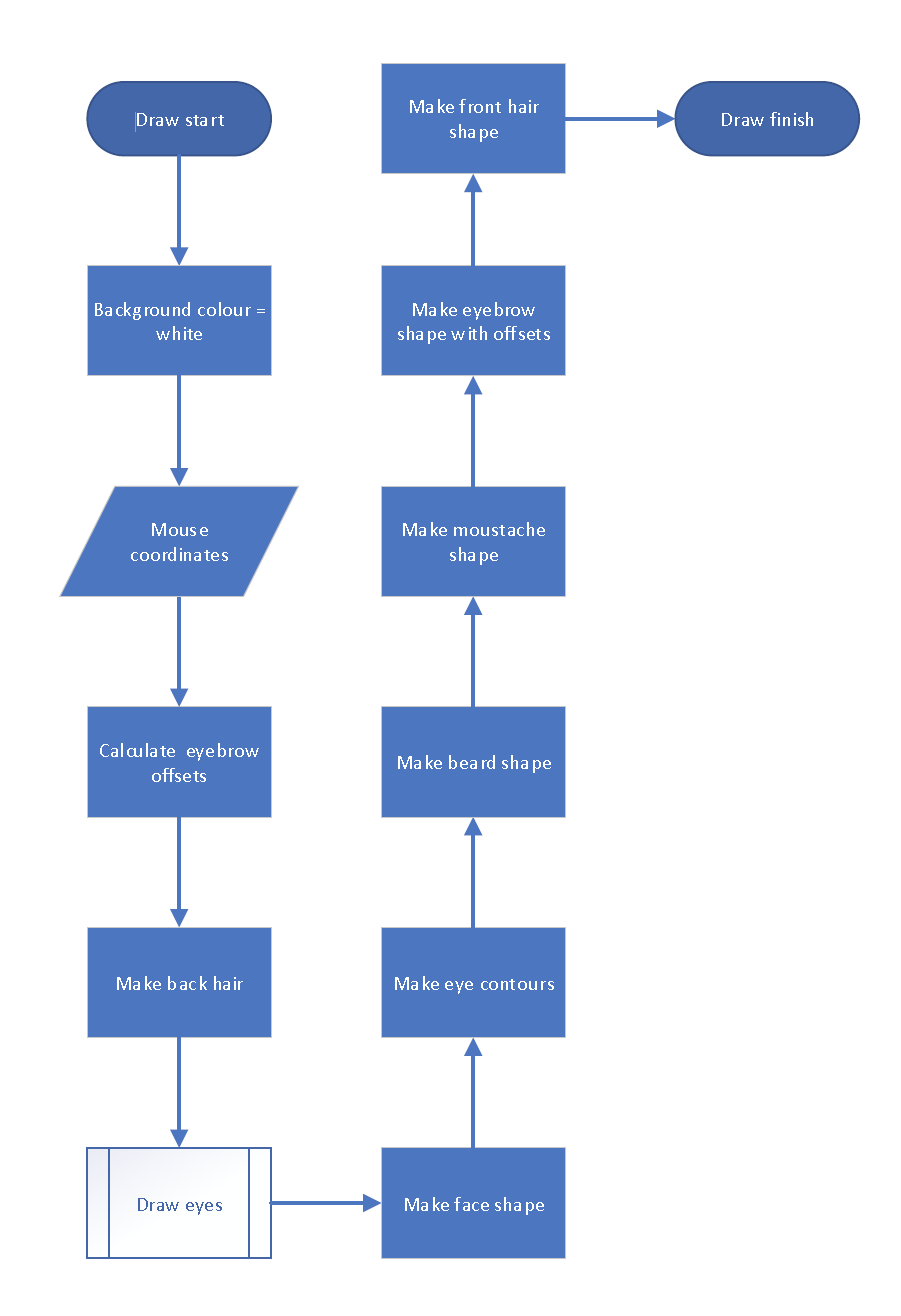 Draw start
Background colour =
white
Mouse
coordinates
Calculate eyebrow
offsets
Make back hair
Draw eyes
Make face shape
Make eye contours
Make beard shape
Make moustache
shape
Make eyebrow
shape with offsets
Make front hair
shape
Draw finish